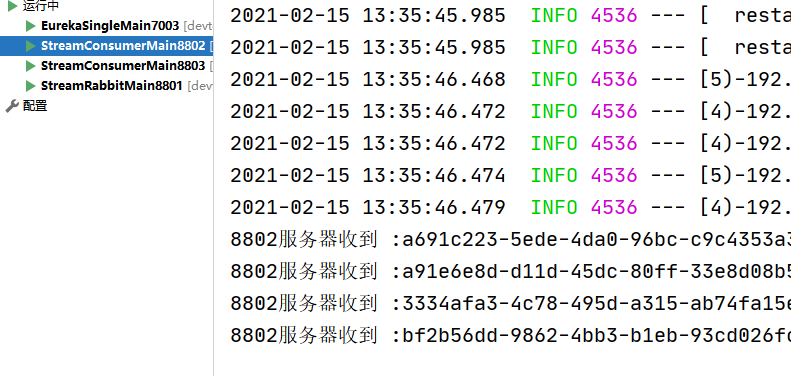 运行中
EurekaSingleMain7003 [devt
StreamConsumerMain8802 [
StreamConsumerMain8803 [
StreamRabbitMain8801 [dev
配置
2021-02-15 13:35:45.985 INFO 4536 --- [ resta
2021-02-15 13:35:45.985 INFO 4536 --- [ resta
2021-02-15 13:35:46.468 INFO 4536 --- [5)-192.
2021-02-15 13:35:46.472 INFO 4536 --- [4)-192.
2021-02-15 13:35:46.472 INFO 4536 --- [5)-192.
2021-02-15 13:35:46.474 INFO 4536 --- [5)-192.
2021-02-15 13:35:46.479 INFO 4536 --- [4)-192.
8802服务器收到 :a691c223-5ede-4da0-96bc-c9c4353a3
8802服务器收到 :a91e6e8d-d11d-45dc-80ff-33e8d08b5
8802服务器收到 :3334afa3-4c78-495d-a315-ab74fa15e
8802服务器收到 :bf2b56dd-9862-4bb3-b1eb-93cd026fc